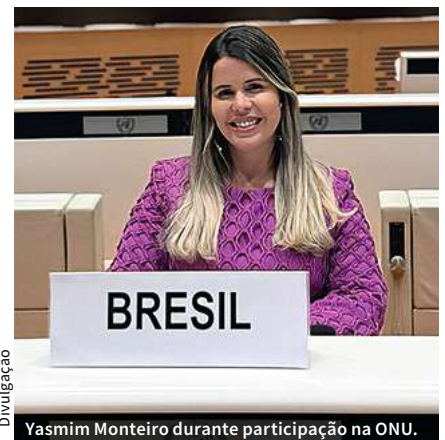 BRESIL
Divulgação
Yasmim Monteiro durante participação na ONU.